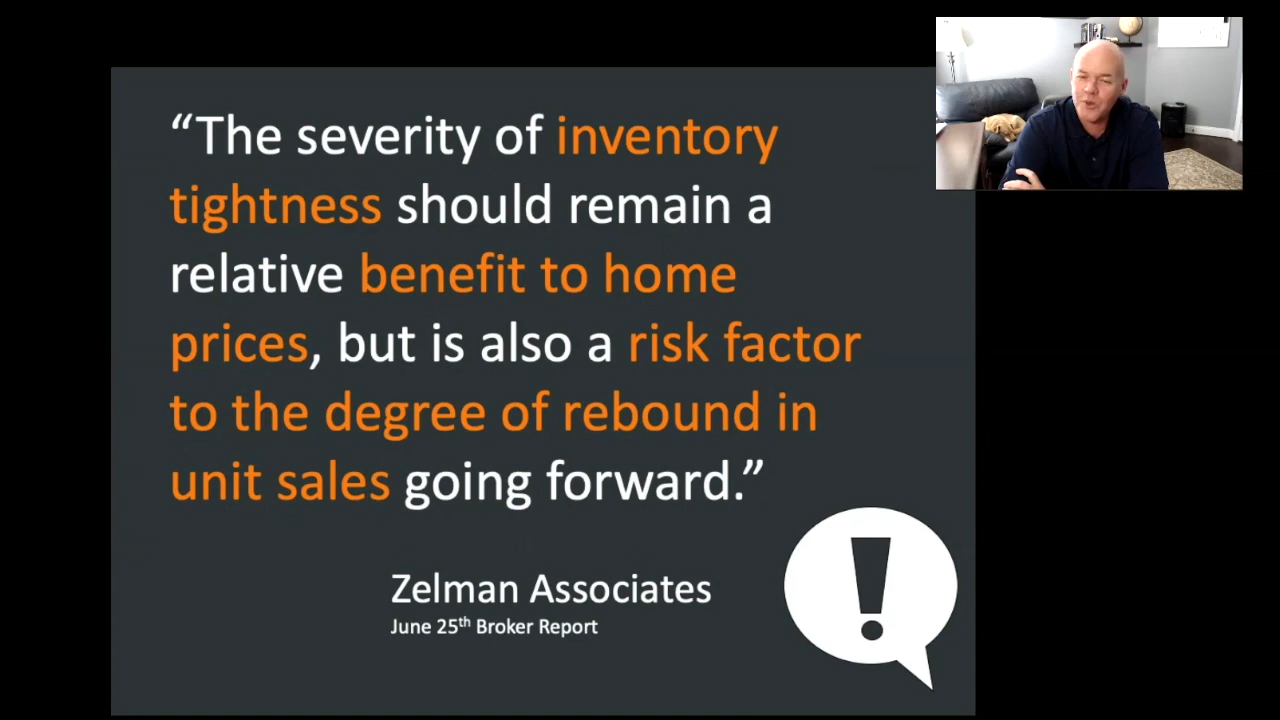 “The severity of inventory
tightness should remain a
relative benefit to home
prices, but is also a risk factor
to the degree of rebound in
unit sales going forward.”
Zelman Associates
June 25th Broker Report